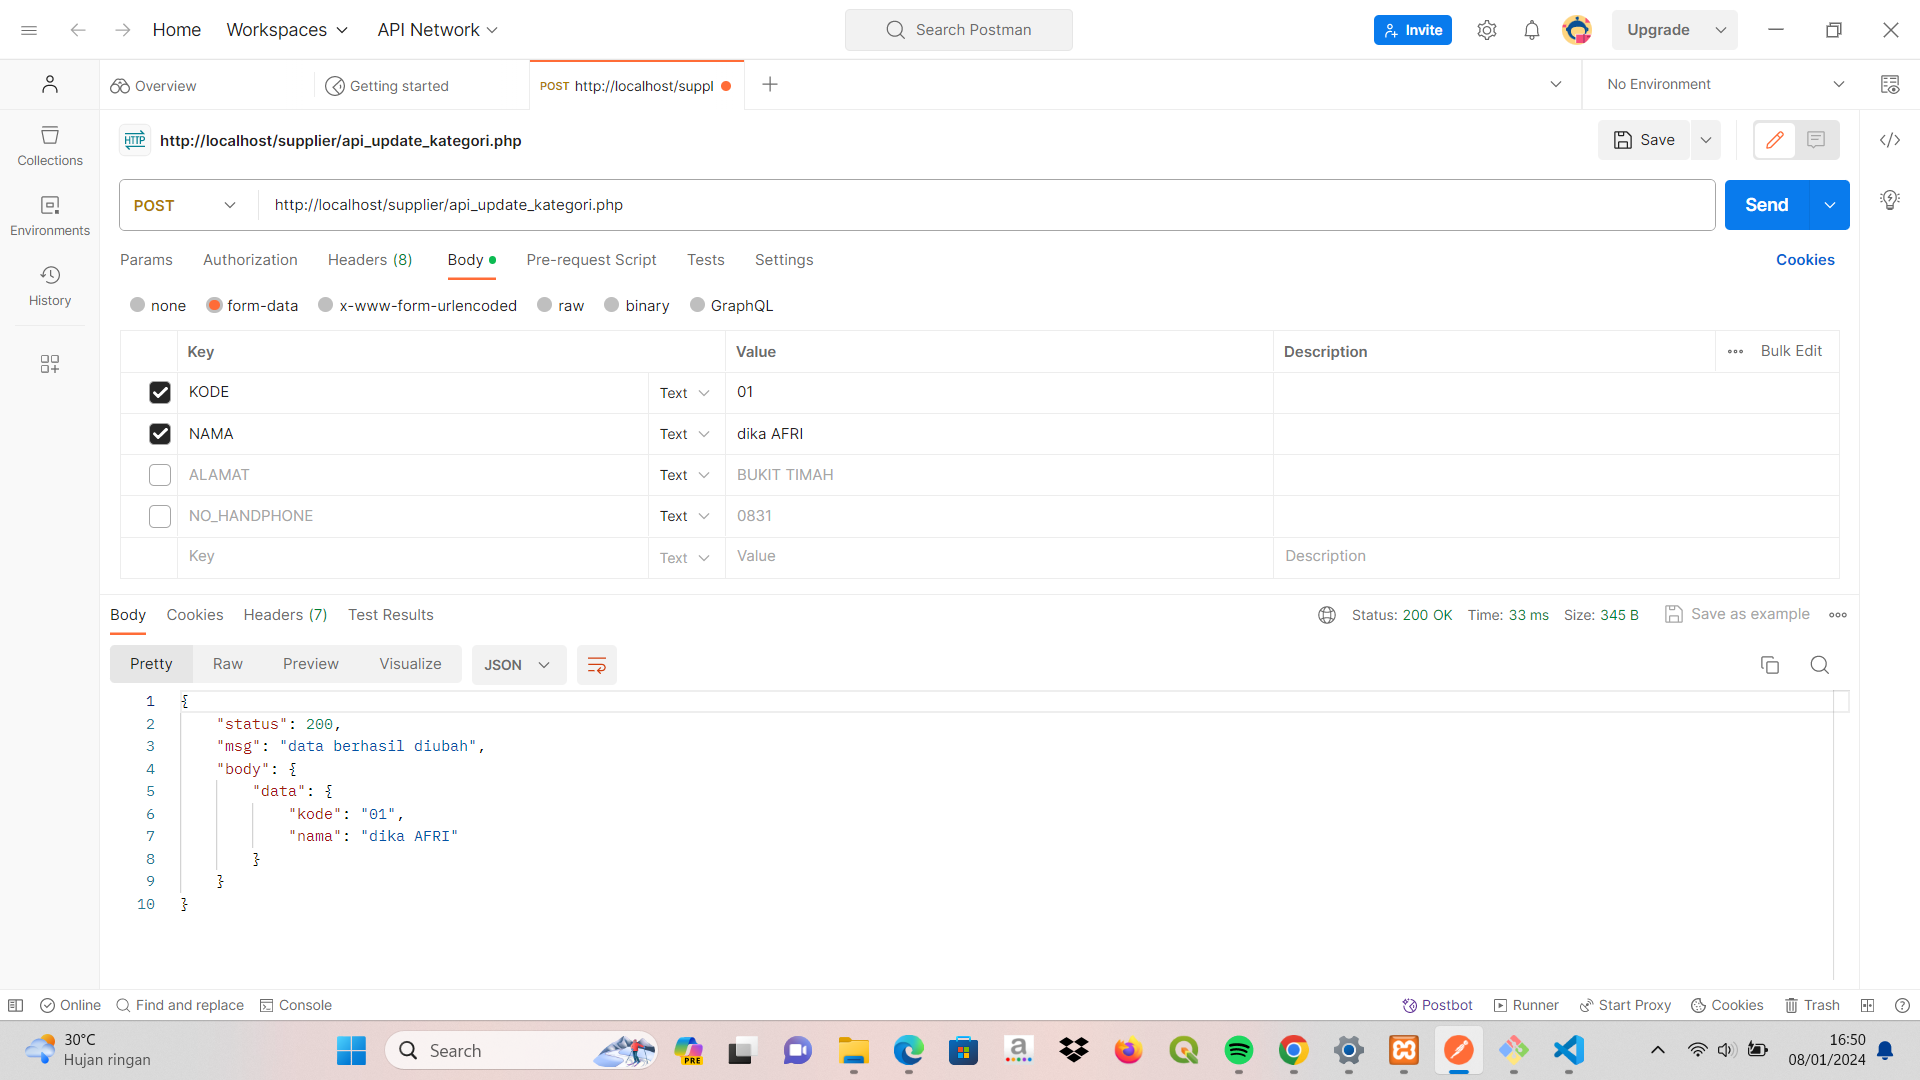 Home Workspaces API Network Search Postman Invite Upgrade
Overview Getting started POST http://localhost/suppl No Environment
HTTP http://localhost/supplier/api_update_kategori.php Save
Collections
POST http://localhost/supplier/api_update_kategori.php Send
Environments
Params Authorization Headers (8) Body Pre-request Script Tests Settings Cookies
History
none form-data x-www-form-urlencoded raw binary GraphQL
Key Value Description Bulk Edit
KODE Text 01
NAMA Text dika AFRI
ALAMAT Text BUKIT TIMAH
NO_HANDPHONE Text 0831
Key Text Value Description
Body Cookies Headers (7) Test Results Status: 200 OK Time: 33 ms Size: 345 B Save as example
Pretty Raw Preview Visualize JSON
1 {
2 "status": 200,
3 "msg": "data berhasil diubah",
4 "body": {
5 "data": {
6 "kode": "01",
7 "nama": "dika AFRI"
8 }
9 }
10 }
Online Find and replace Console Postbot Runner Start Proxy Cookies Trash
30°C
Hujan ringan
Search
PRE
a
16:50
08/01/2024